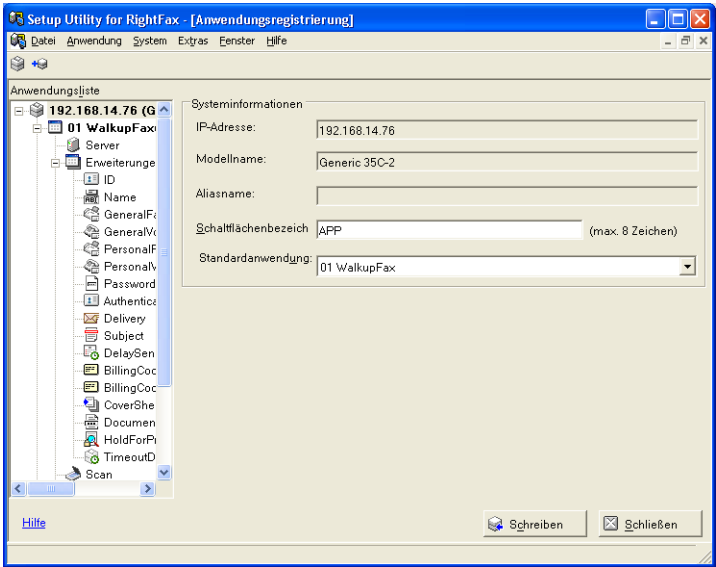 Setup Utility for RightFax - [Anwendungsregistrierung]
Datei Anwendung System Extras Fenster Hilfe
Anwendungsliste
192.168.14.76 (G
01 WalkupFax
Server
Erweiterunge
ID
Name
GeneralFa
GeneralVo
PersonalF
PersonalV
Password
Authentica
Delivery
Subject
DelaySen
BillingCoc
BillingCoc
CoverShe
Documen
HoldForPr
TimeoutD
Scan
Systeminformationen
IP-Adresse: 192.168.14.76
Modellname: Generic 35C-2
Aliasname:
Schaltflächenbezeich APP (max. 8 Zeichen)
Standardanwendung: 01 WalkupFax
Hilfe Schreiben Schließen